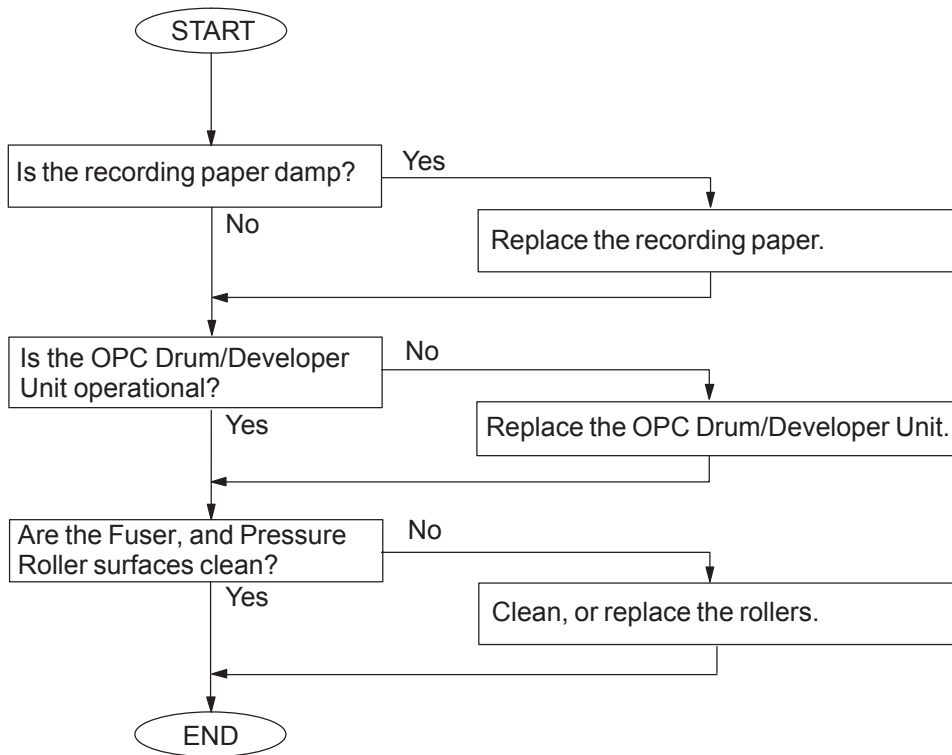 START
Is the recording paper damp?
Yes
No
Replace the recording paper.
Is the OPC Drum/Developer
Unit operational?
No
Yes
Replace the OPC Drum/Developer Unit.
Are the Fuser, and Pressure
Roller surfaces clean?
No
Yes
Clean, or replace the rollers.
END